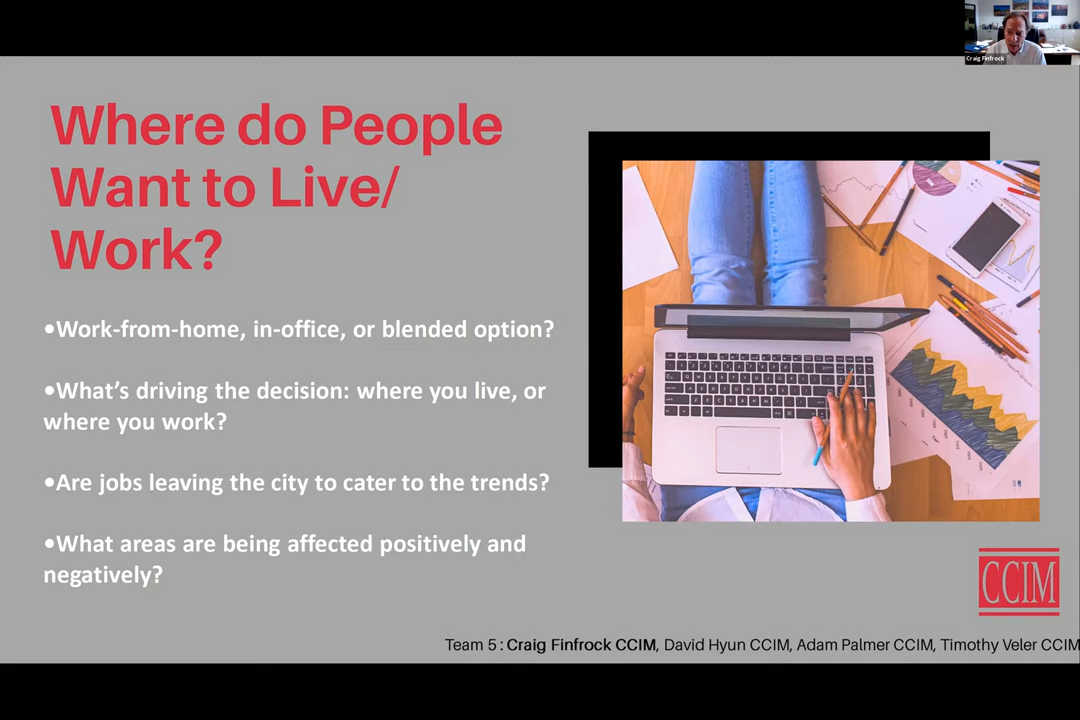 Craig Finfrock
Where do People
Want to Live/
Work?
•Work-from-home, in-office, or blended option?
•What’s driving the decision: where you live, or
where you work?
•Are jobs leaving the city to cater to the trends?
•What areas are being affected positively and
negatively?
CCIM
Team 5 : Craig Finfrock CCIM, David Hyun CCIM, Adam Palmer CCIM, Timothy Veler CCIM